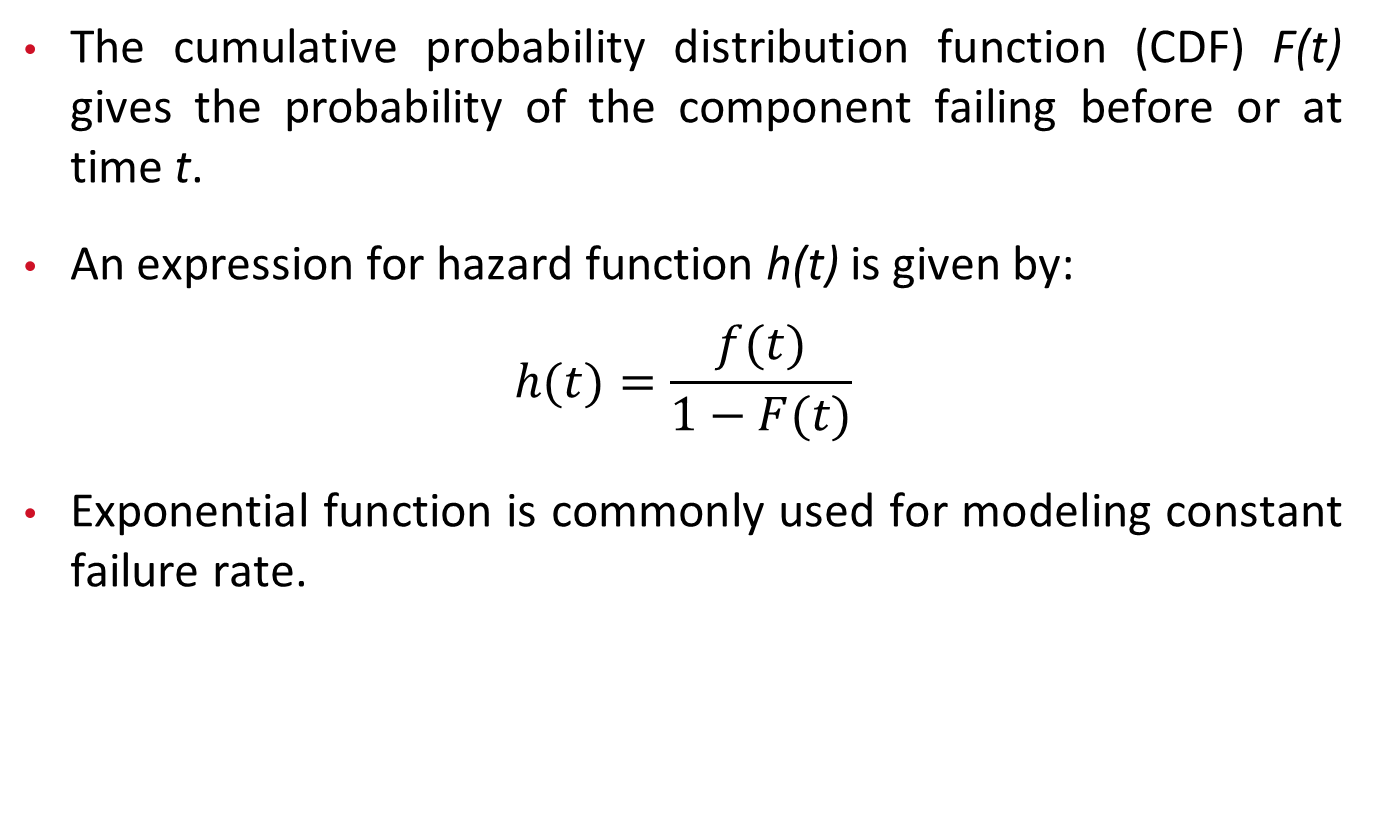 • The cumulative probability distribution function (CDF) F(t)
gives the probability of the component failing before or at
time t.
• An expression for hazard function h(t) is given by:
h(t) = f(t) / (1 − F(t))
• Exponential function is commonly used for modeling constant
failure rate.